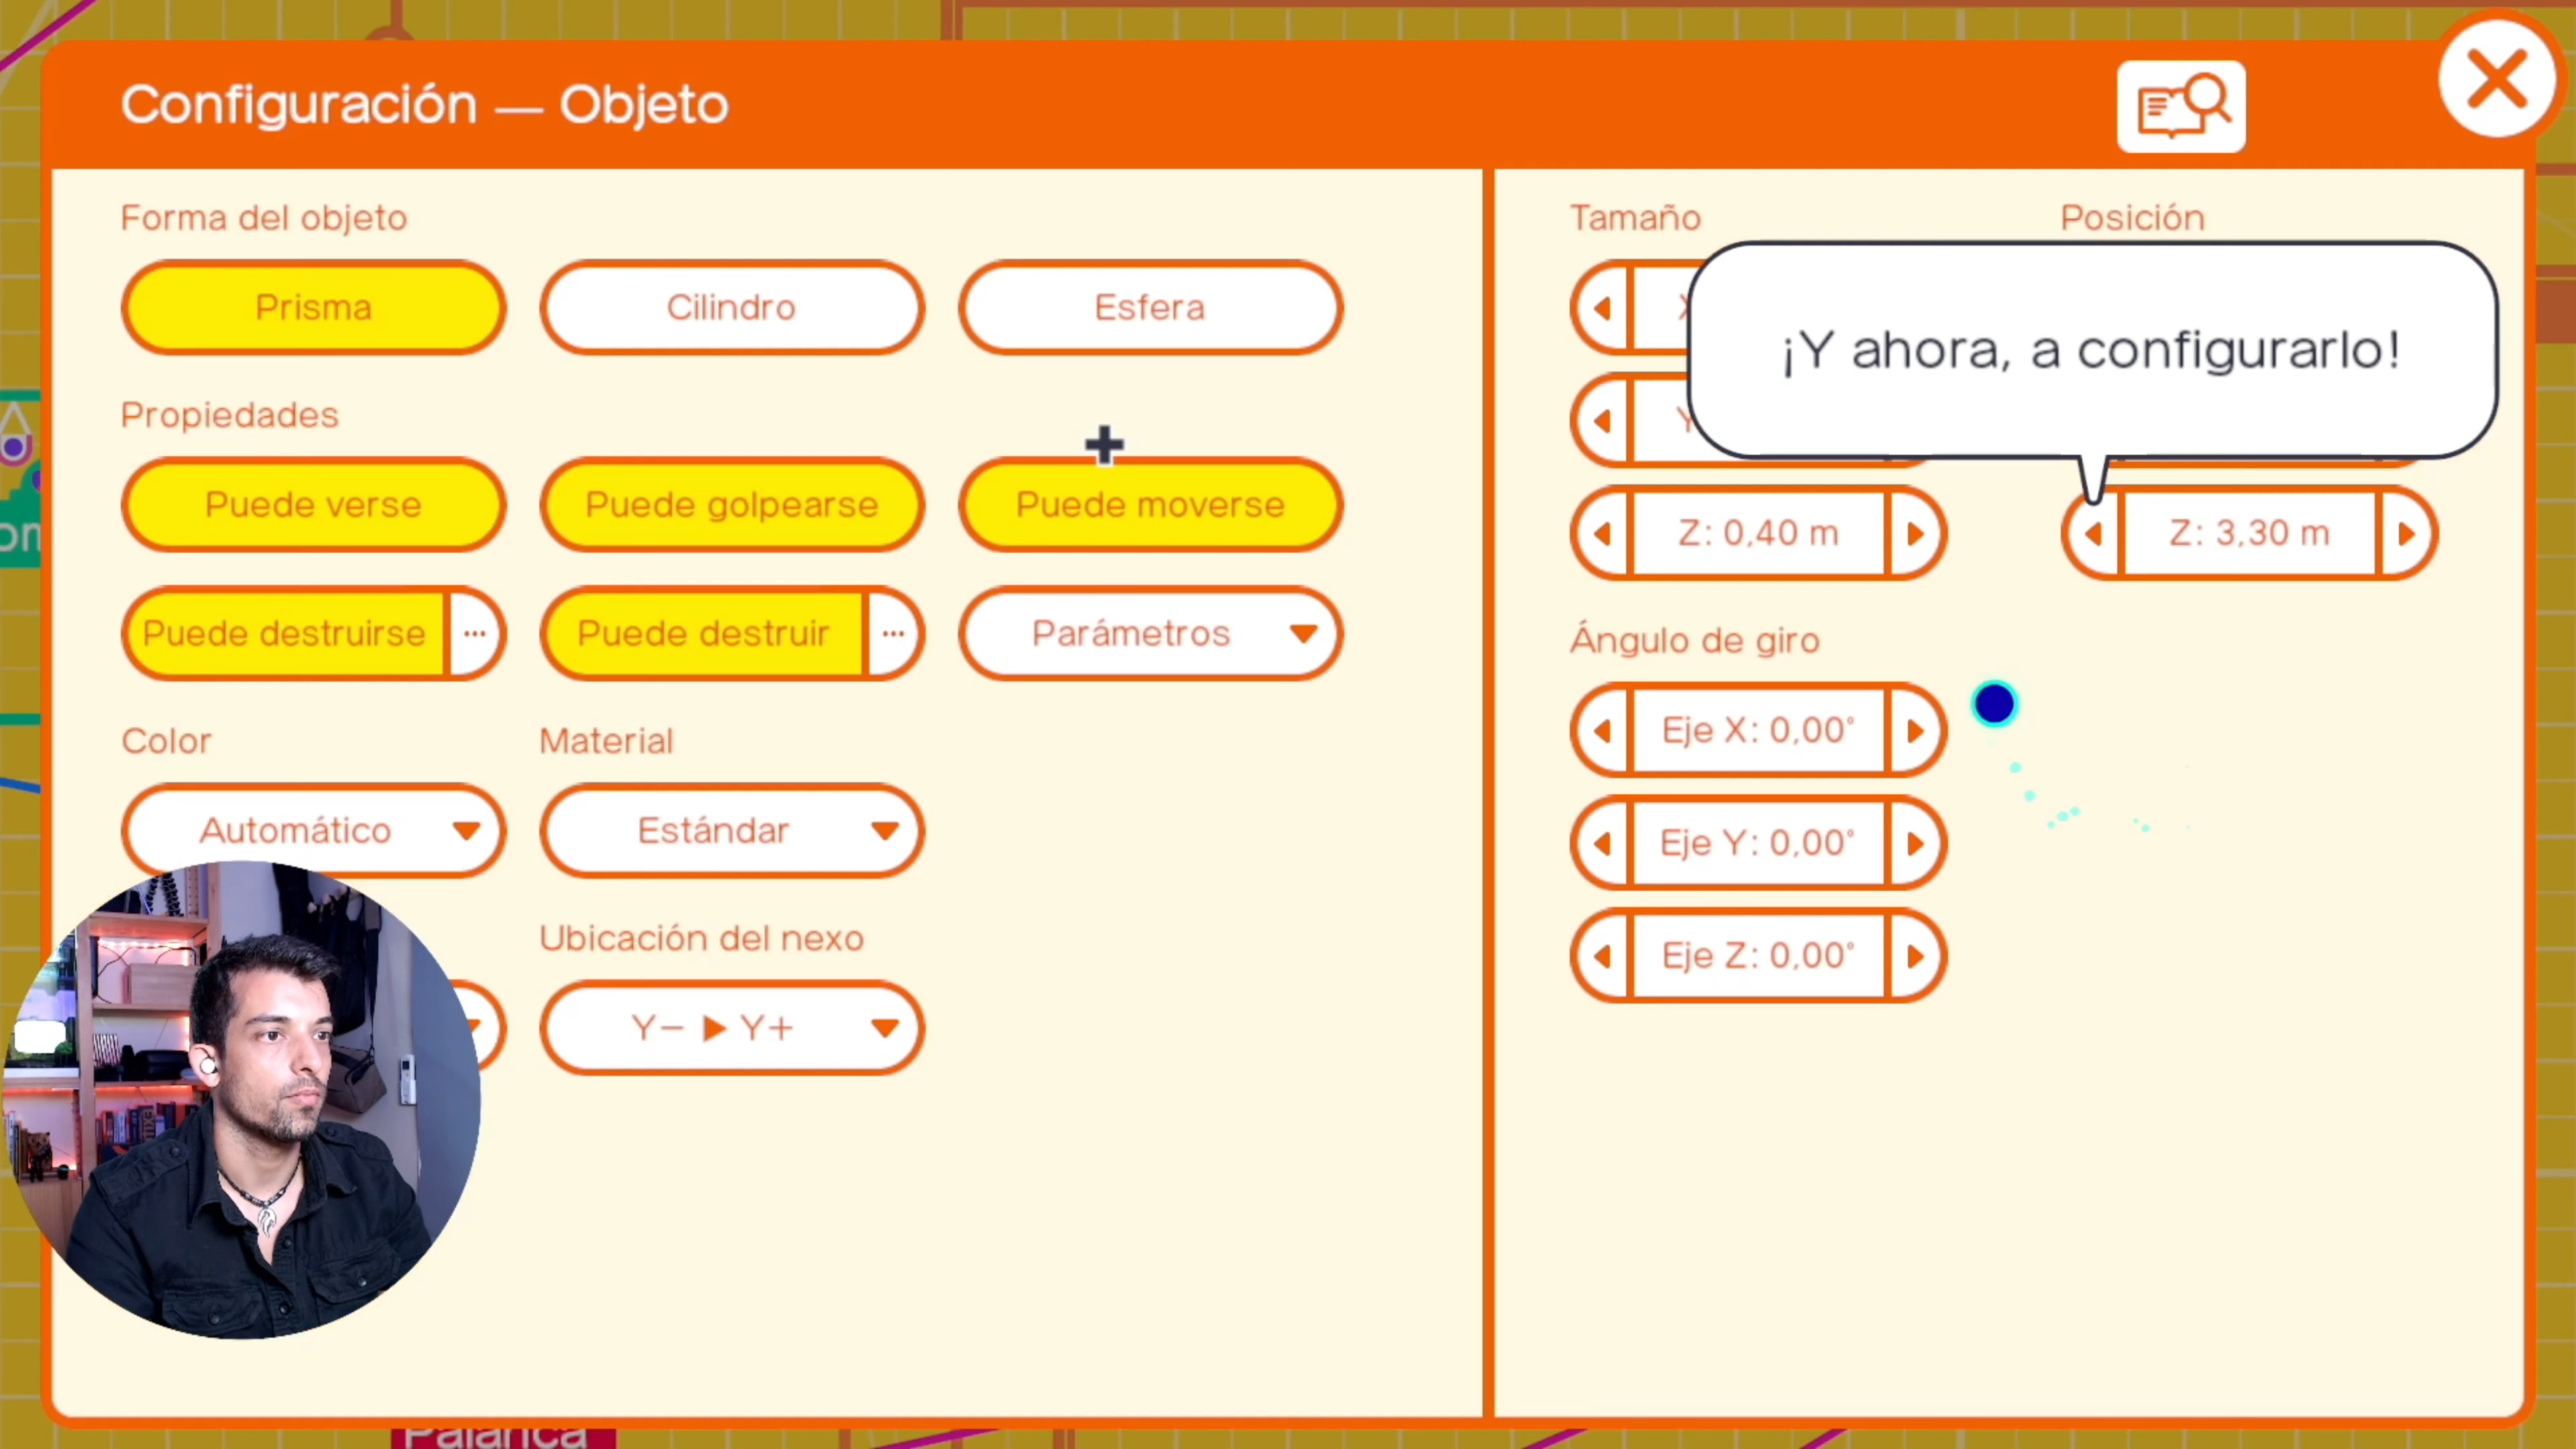 Configuración — Objeto
Forma del objeto
Prisma
Cilindro
Esfera
Propiedades
Puede verse
Puede golpearse
Puede moverse
Puede destruirse
...
Puede destruir
...
Parámetros
Color
Material
Automático
Estándar
Ubicación del nexo
Y− ▶ Y+
Tamaño
Posición
¡Y ahora, a configurarlo!
Z: 0,40 m
Z: 3,30 m
Ángulo de giro
Eje X: 0,00°
Eje Y: 0,00°
Eje Z: 0,00°
Palanca